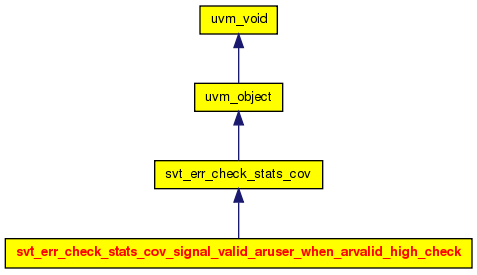 uvm_void
uvm_object
svt_err_check_stats_cov
svt_err_check_stats_cov_signal_valid_aruser_when_arvalid_high_check